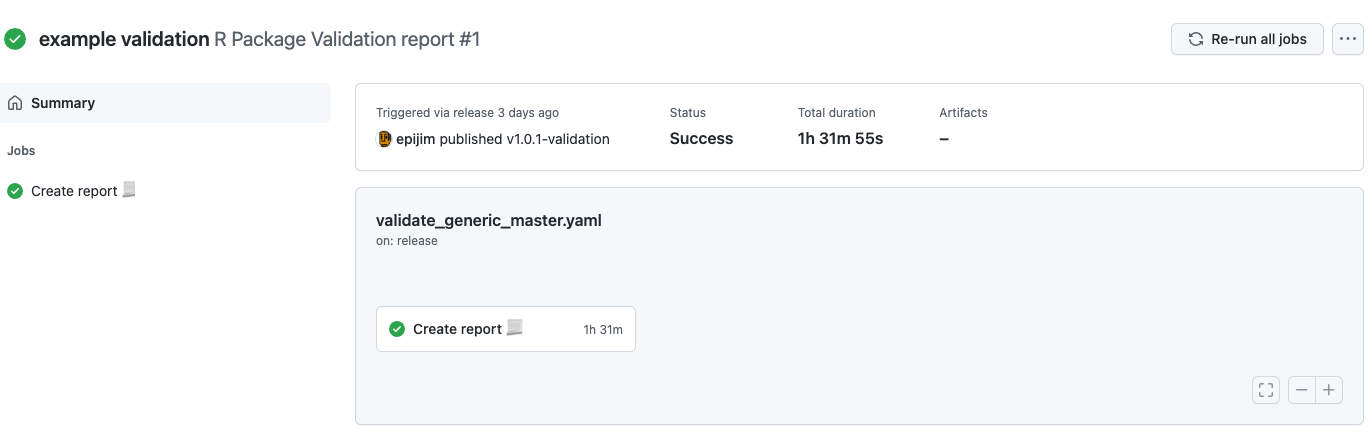 example validation R Package Validation report #1
Re-run all jobs
Summary
Jobs
Create report
Triggered via release 3 days ago
epijim published v1.0.1-validation
Status
Success
Total duration
1h 31m 55s
Artifacts
–
validate_generic_master.yaml
on: release
Create report
1h 31m